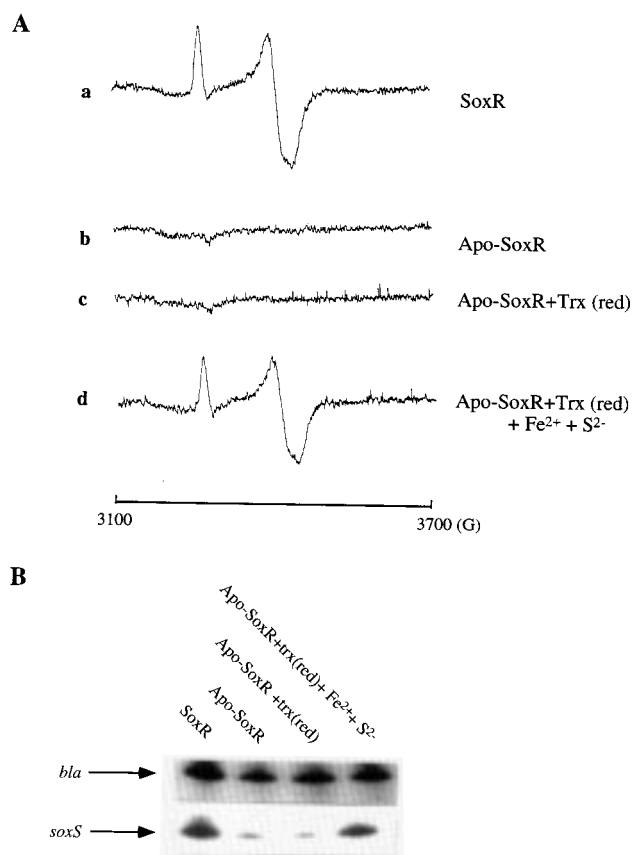 A
a
SoxR
b
Apo-SoxR
c
Apo-SoxR+Trx (red)
d
Apo-SoxR+Trx (red)
+ Fe²⁺ + S²⁻
3100
3700 (G)
B
SoxR
Apo-SoxR
Apo-SoxR +trx(red)
Apo-SoxR+trx(red)+ Fe²⁺+ S²⁻
bla
soxS